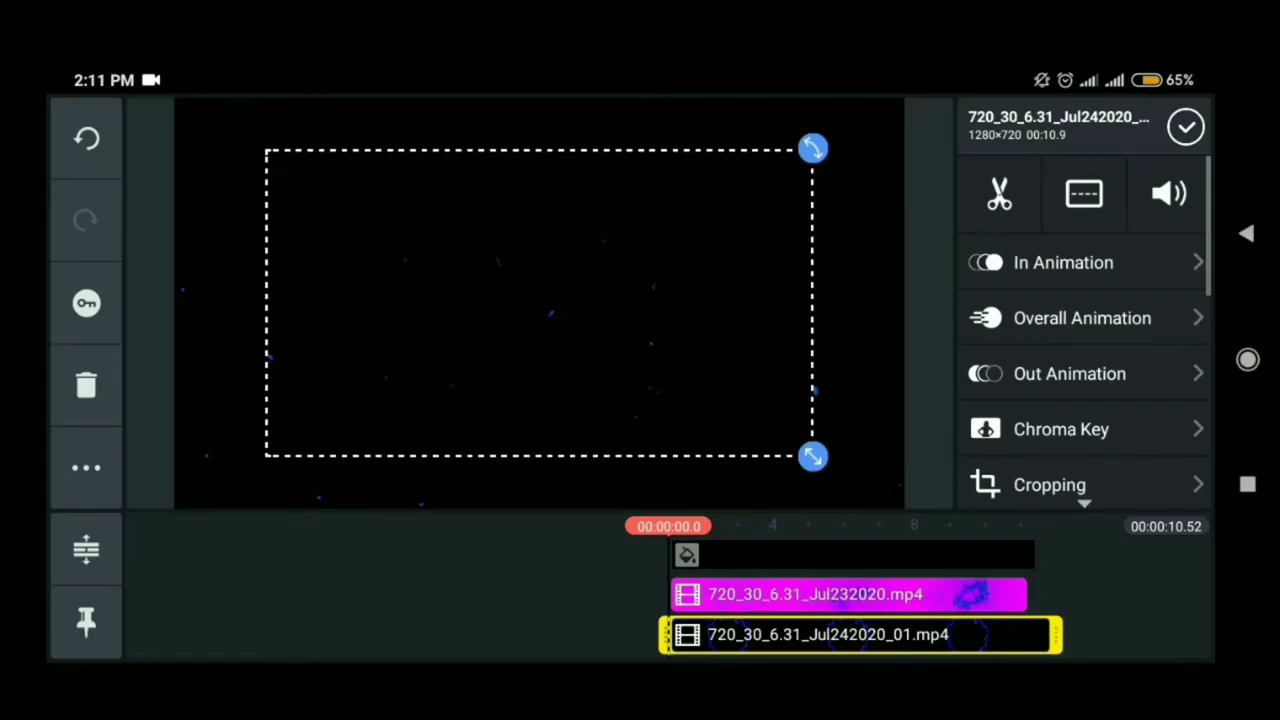 2:11 PM
65%
720_30_6.31_Jul242020_...
1280×720 00:10.9
In Animation
Overall Animation
Out Animation
Chroma Key
Cropping
00:00:00.0
4
8
00:00:10.52
720_30_6.31_Jul232020.mp4
720_30_6.31_Jul242020_01.mp4